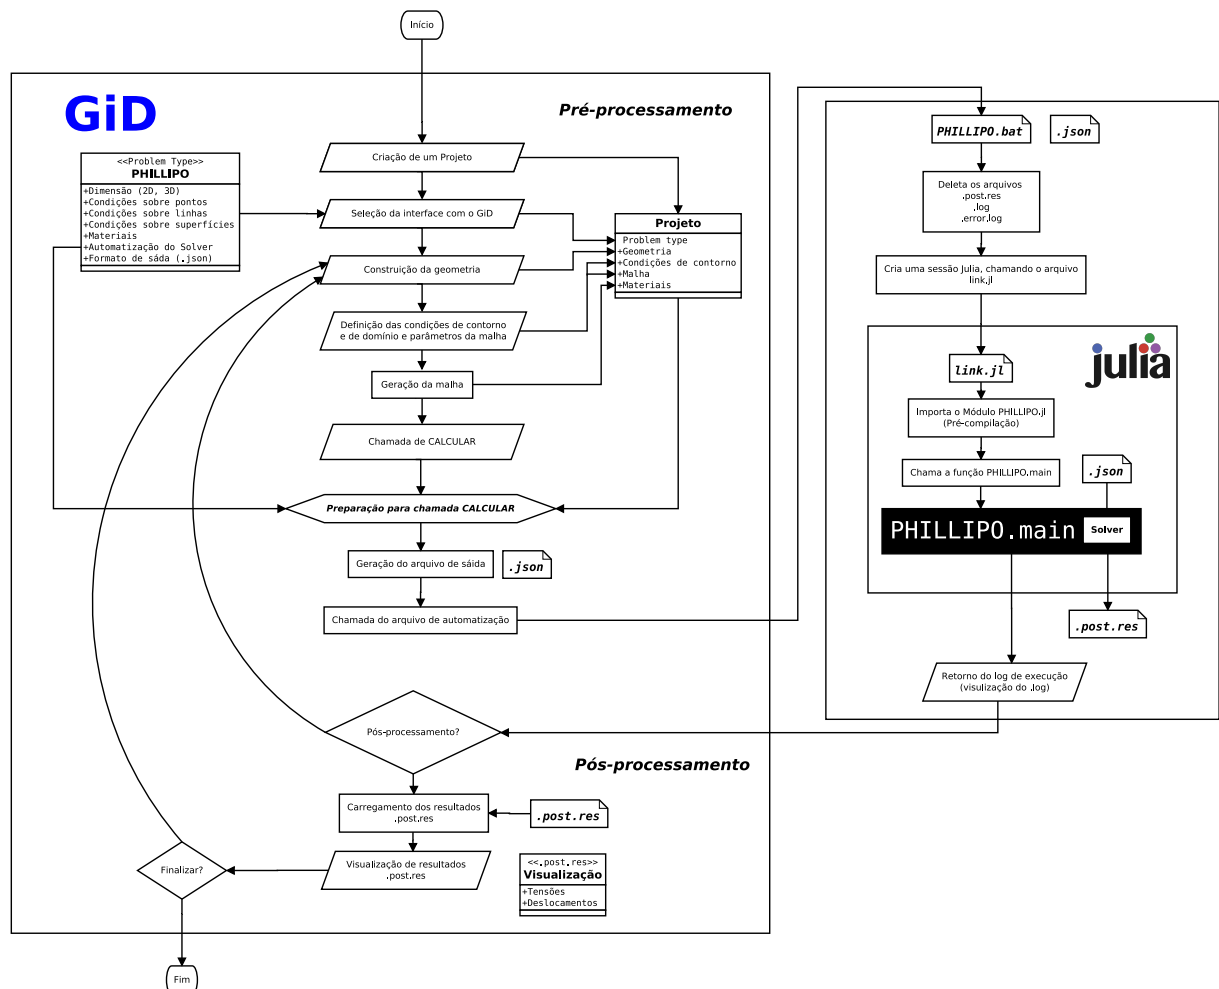 Início
GiD
Pré-processamento
<<Problem Type>>
PHILLIPO
+Dimensão (2D, 3D)
+Condições sobre pontos
+Condições sobre linhas
+Condições sobre superfícies
+Materiais
+Automatização do Solver
+Formato de sáda (.json)
Criação de um Projeto
Seleção da interface com o GiD
Construição da geometria
Definição das condições de contorno
e de domínio e parâmetros da malha
Geração da malha
Chamada de CALCULAR
Preparação para chamada CALCULAR
Geração do arquivo de sáida
.json
Chamada do arquivo de automatização
Projeto
Problem type
+Geometria
+Condições de contorno
+Malha
+Materiais
PHILLIPO.bat
.json
Deleta os arquivos
.post.res
.log
.error.log
Cria uma sessão Julia, chamando o arquivo
link.jl
julia
link.jl
Importa o Módulo PHILLIPO.jl
(Pré-compilação)
Chama a função PHILLIPO.main
.json
PHILLIPO.main
Solver
.post.res
Retorno do log de execução
(visulização do .log)
Pós-processamento?
Pós-processamento
Carregamento dos resultados
.post.res
.post.res
Visualização de resultados
.post.res
<<.post.res>>
Visualização
+Tensões
+Deslocamentos
Finalizar?
Fim